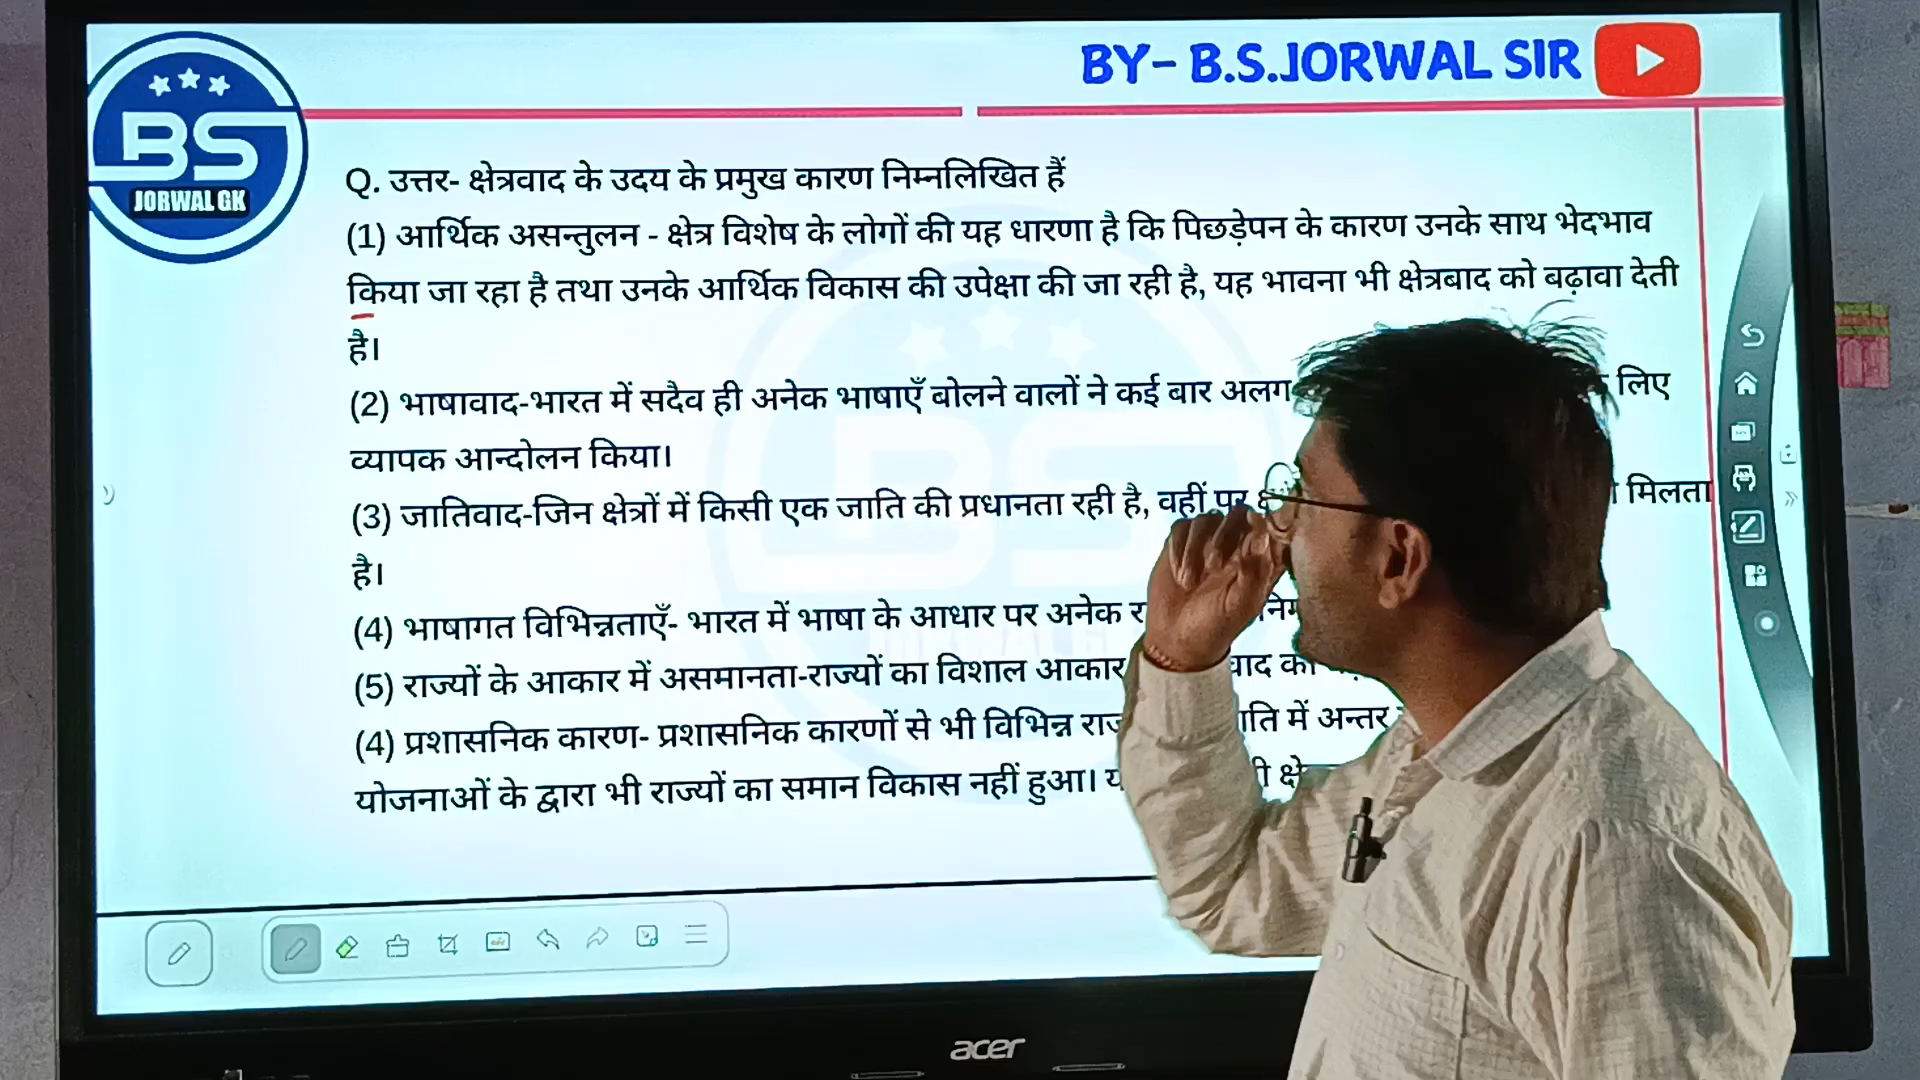 BY- B.S.JORWAL SIR
BS
JORWAL GK
Q. उत्तर- क्षेत्रवाद के उदय के प्रमुख कारण निम्नलिखित हैं
(1) आर्थिक असन्तुलन - क्षेत्र विशेष के लोगों की यह धारणा है कि पिछड़ेपन के कारण उनके साथ भेदभाव
किया जा रहा है तथा उनके आर्थिक विकास की उपेक्षा की जा रही है, यह भावना भी क्षेत्रबाद को बढ़ावा देती
है।
(2) भाषावाद-भारत में सदैव ही अनेक भाषाएँ बोलने वालों ने कई बार अलग लिए
व्यापक आन्दोलन किया।
(3) जातिवाद-जिन क्षेत्रों में किसी एक जाति की प्रधानता रही है, वहीं पर मिलता
है।
(4) भाषागत विभिन्नताएँ- भारत में भाषा के आधार पर अनेक
(5) राज्यों के आकार में असमानता-राज्यों का विशाल आकार
(4) प्रशासनिक कारण- प्रशासनिक कारणों से भी विभिन्न में अन्तर
योजनाओं के द्वारा भी राज्यों का समान विकास नहीं हुआ।
acer